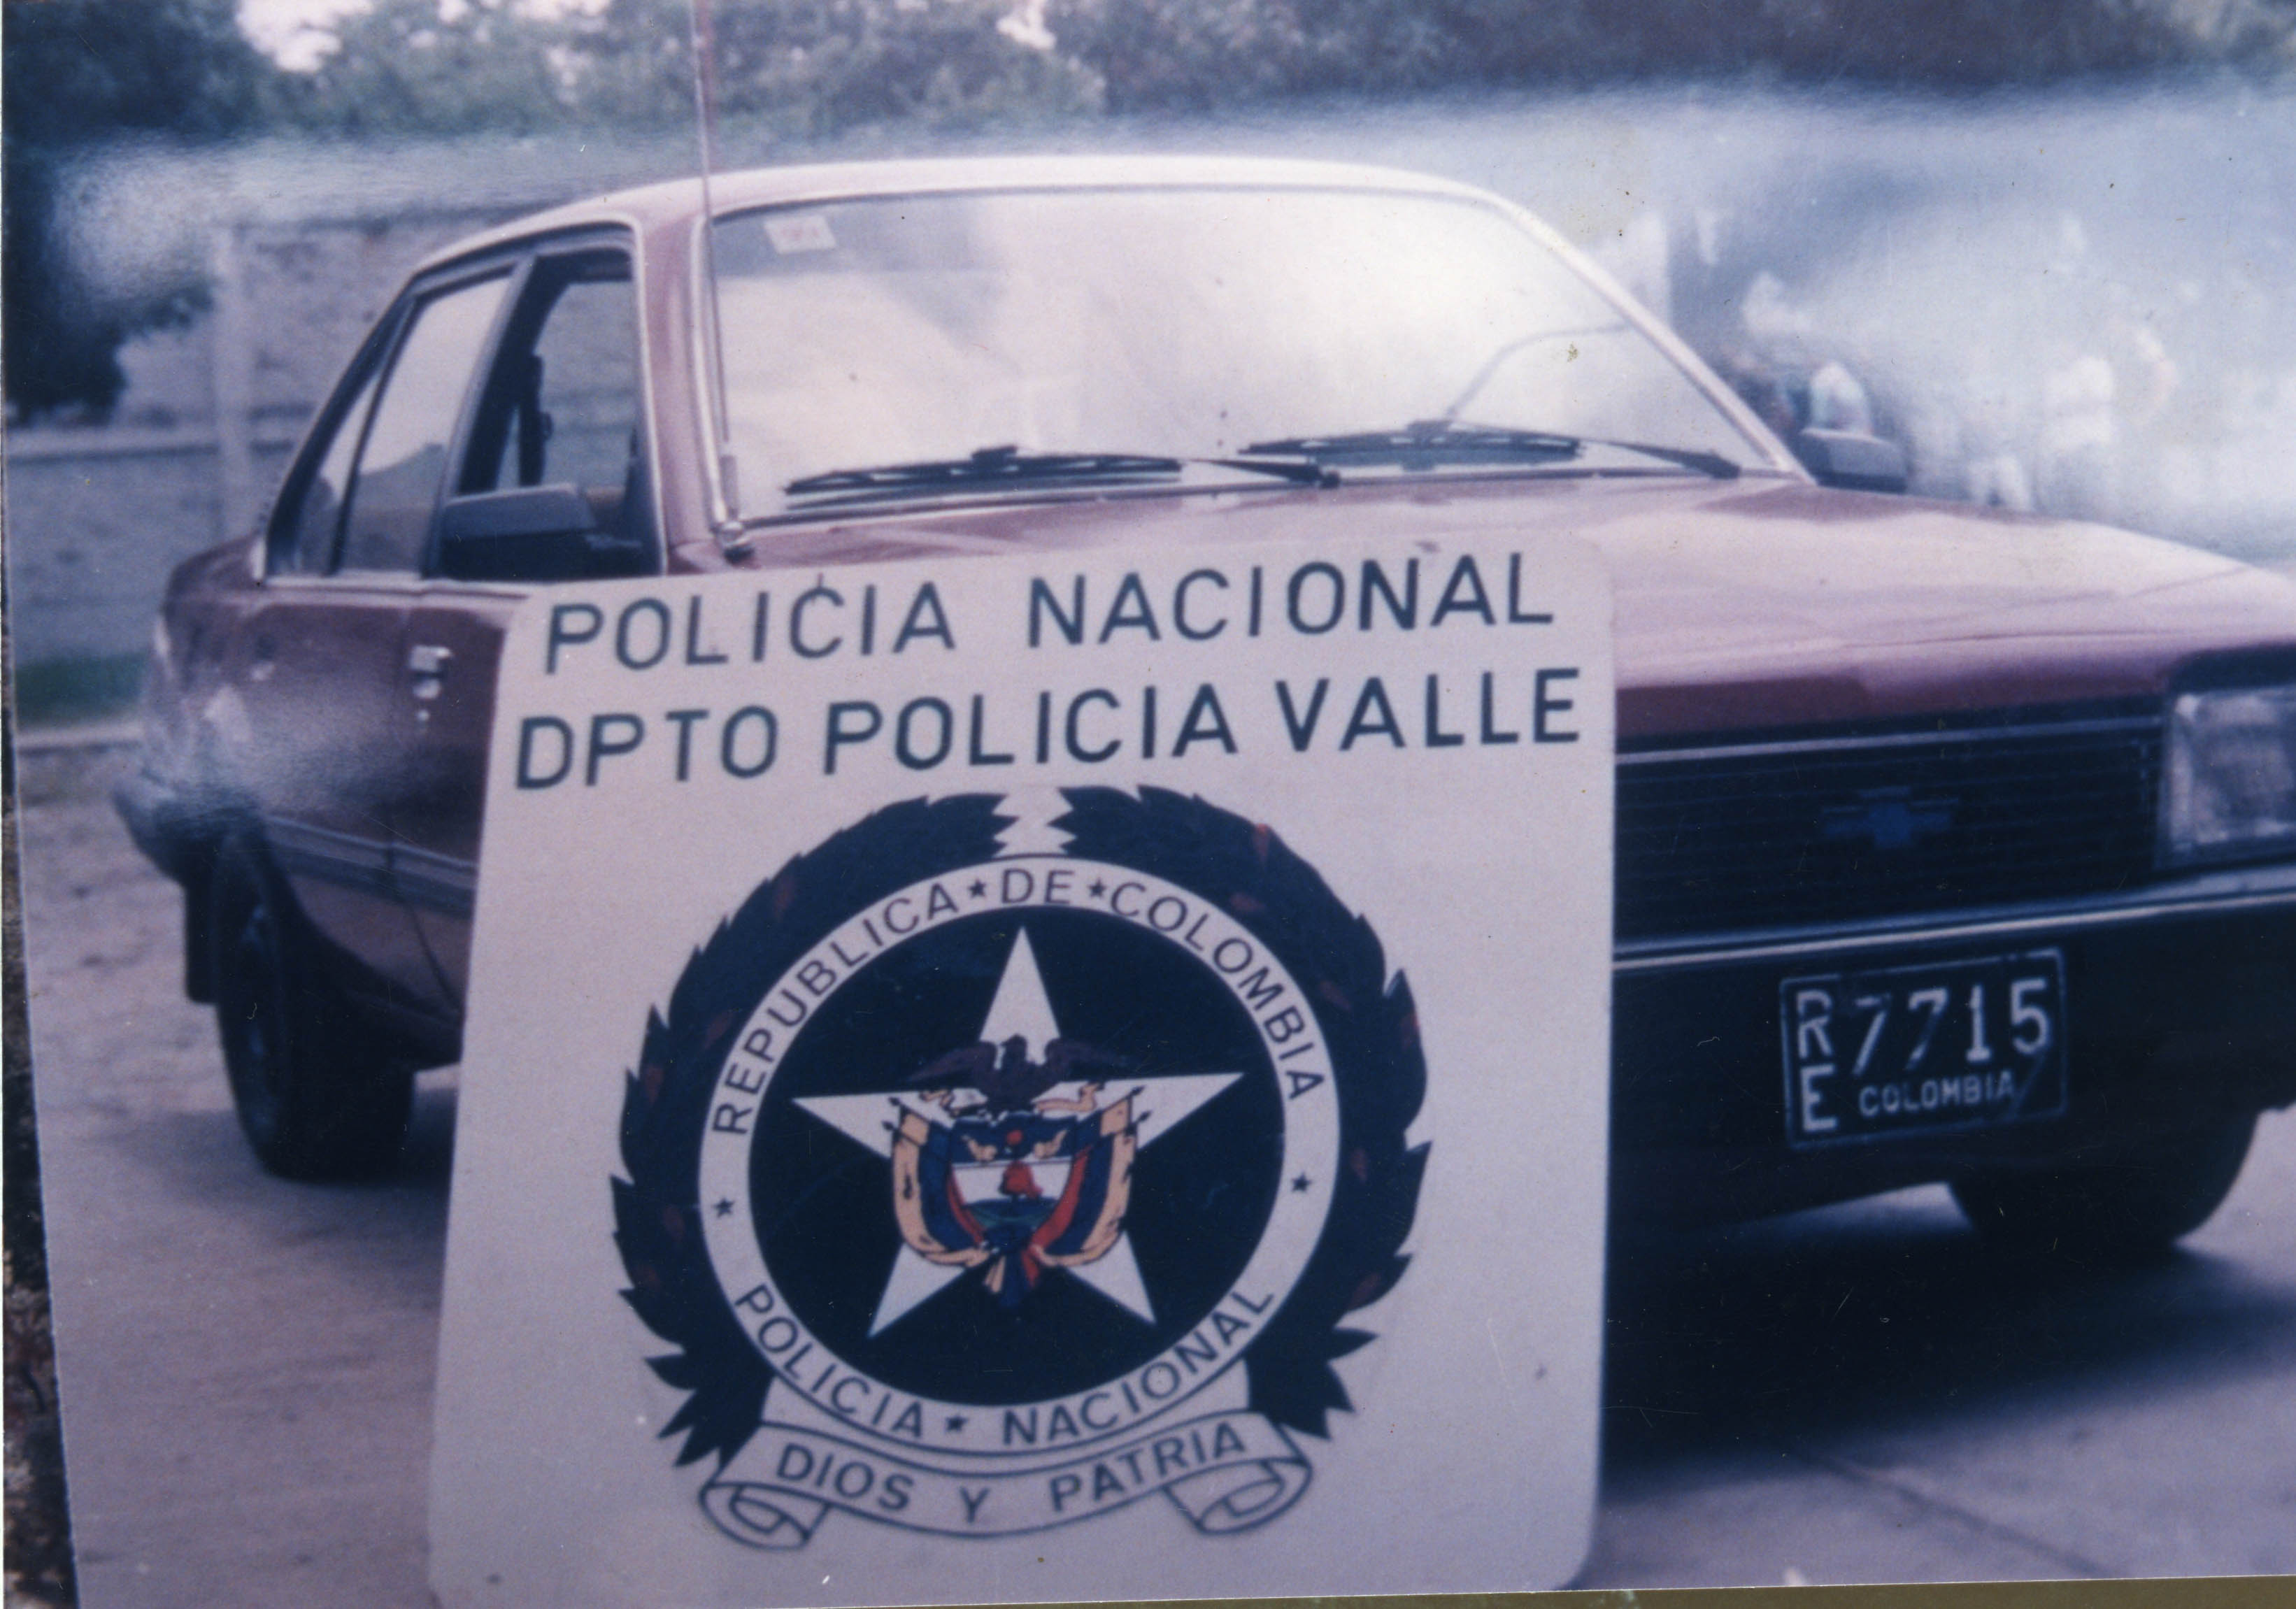 POLICIA NACIONAL
DPTO POLICIA VALLE
REPUBLICA★DE★COLOMBIA
★ POLICIA★NACIONAL ★
DIOS Y PATRIA
RE 7715
COLOMBIA